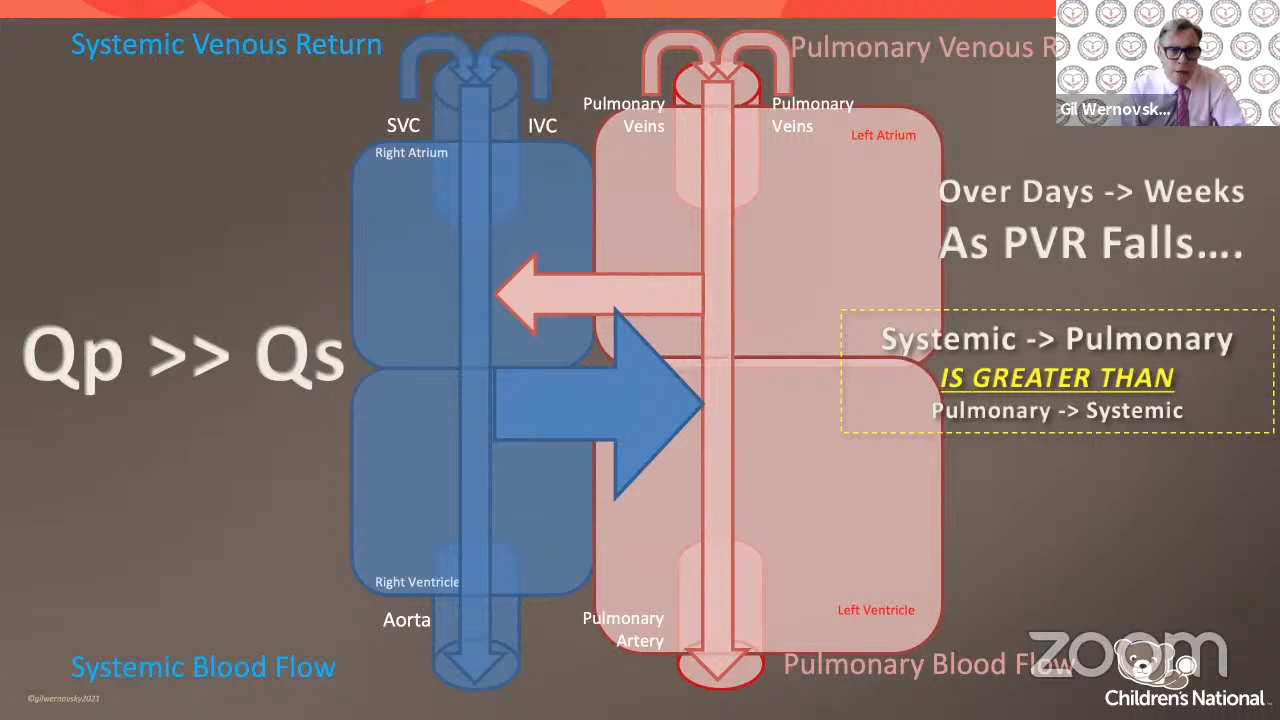 Systemic Venous Return
Pulmonary Venous R
Gil Wernovsk...
Pulmonary
Veins
Pulmonary
Veins
SVC
IVC
Right Atrium
Left Atrium
Over Days -> Weeks
As PVR Falls....
Qp >> Qs
Systemic -> Pulmonary
IS GREATER THAN
Pulmonary -> Systemic
Right Ventricle
Left Ventricle
Aorta
Pulmonary
Artery
Systemic Blood Flow
Pulmonary Blood Flow
zoom
©gilwernovsky2021
Children's National